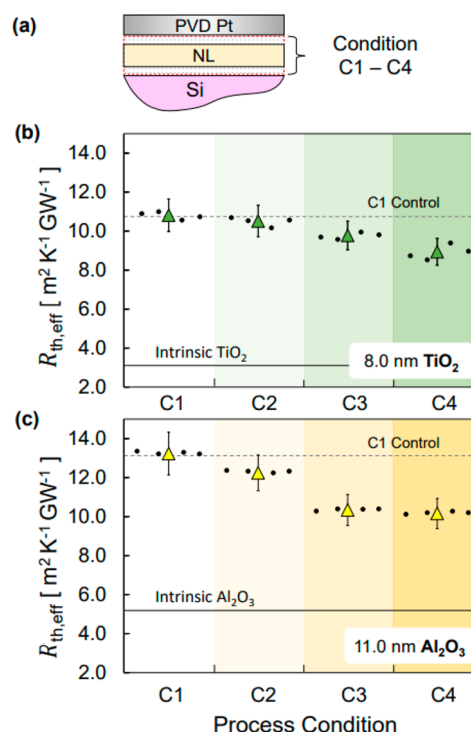 (a)
PVD Pt
NL
Si
Condition
C1 – C4
(b)
14.0
12.0
10.0
8.0
6.0
4.0
2.0
R_th,eff [ m² K⁻¹ GW⁻¹ ]
C1 Control
Intrinsic TiO₂
8.0 nm TiO₂
C1 C2 C3 C4
(c)
14.0
12.0
10.0
8.0
6.0
4.0
2.0
R_th,eff [ m² K⁻¹ GW⁻¹ ]
C1 Control
Intrinsic Al₂O₃
11.0 nm Al₂O₃
C1 C2 C3 C4
Process Condition